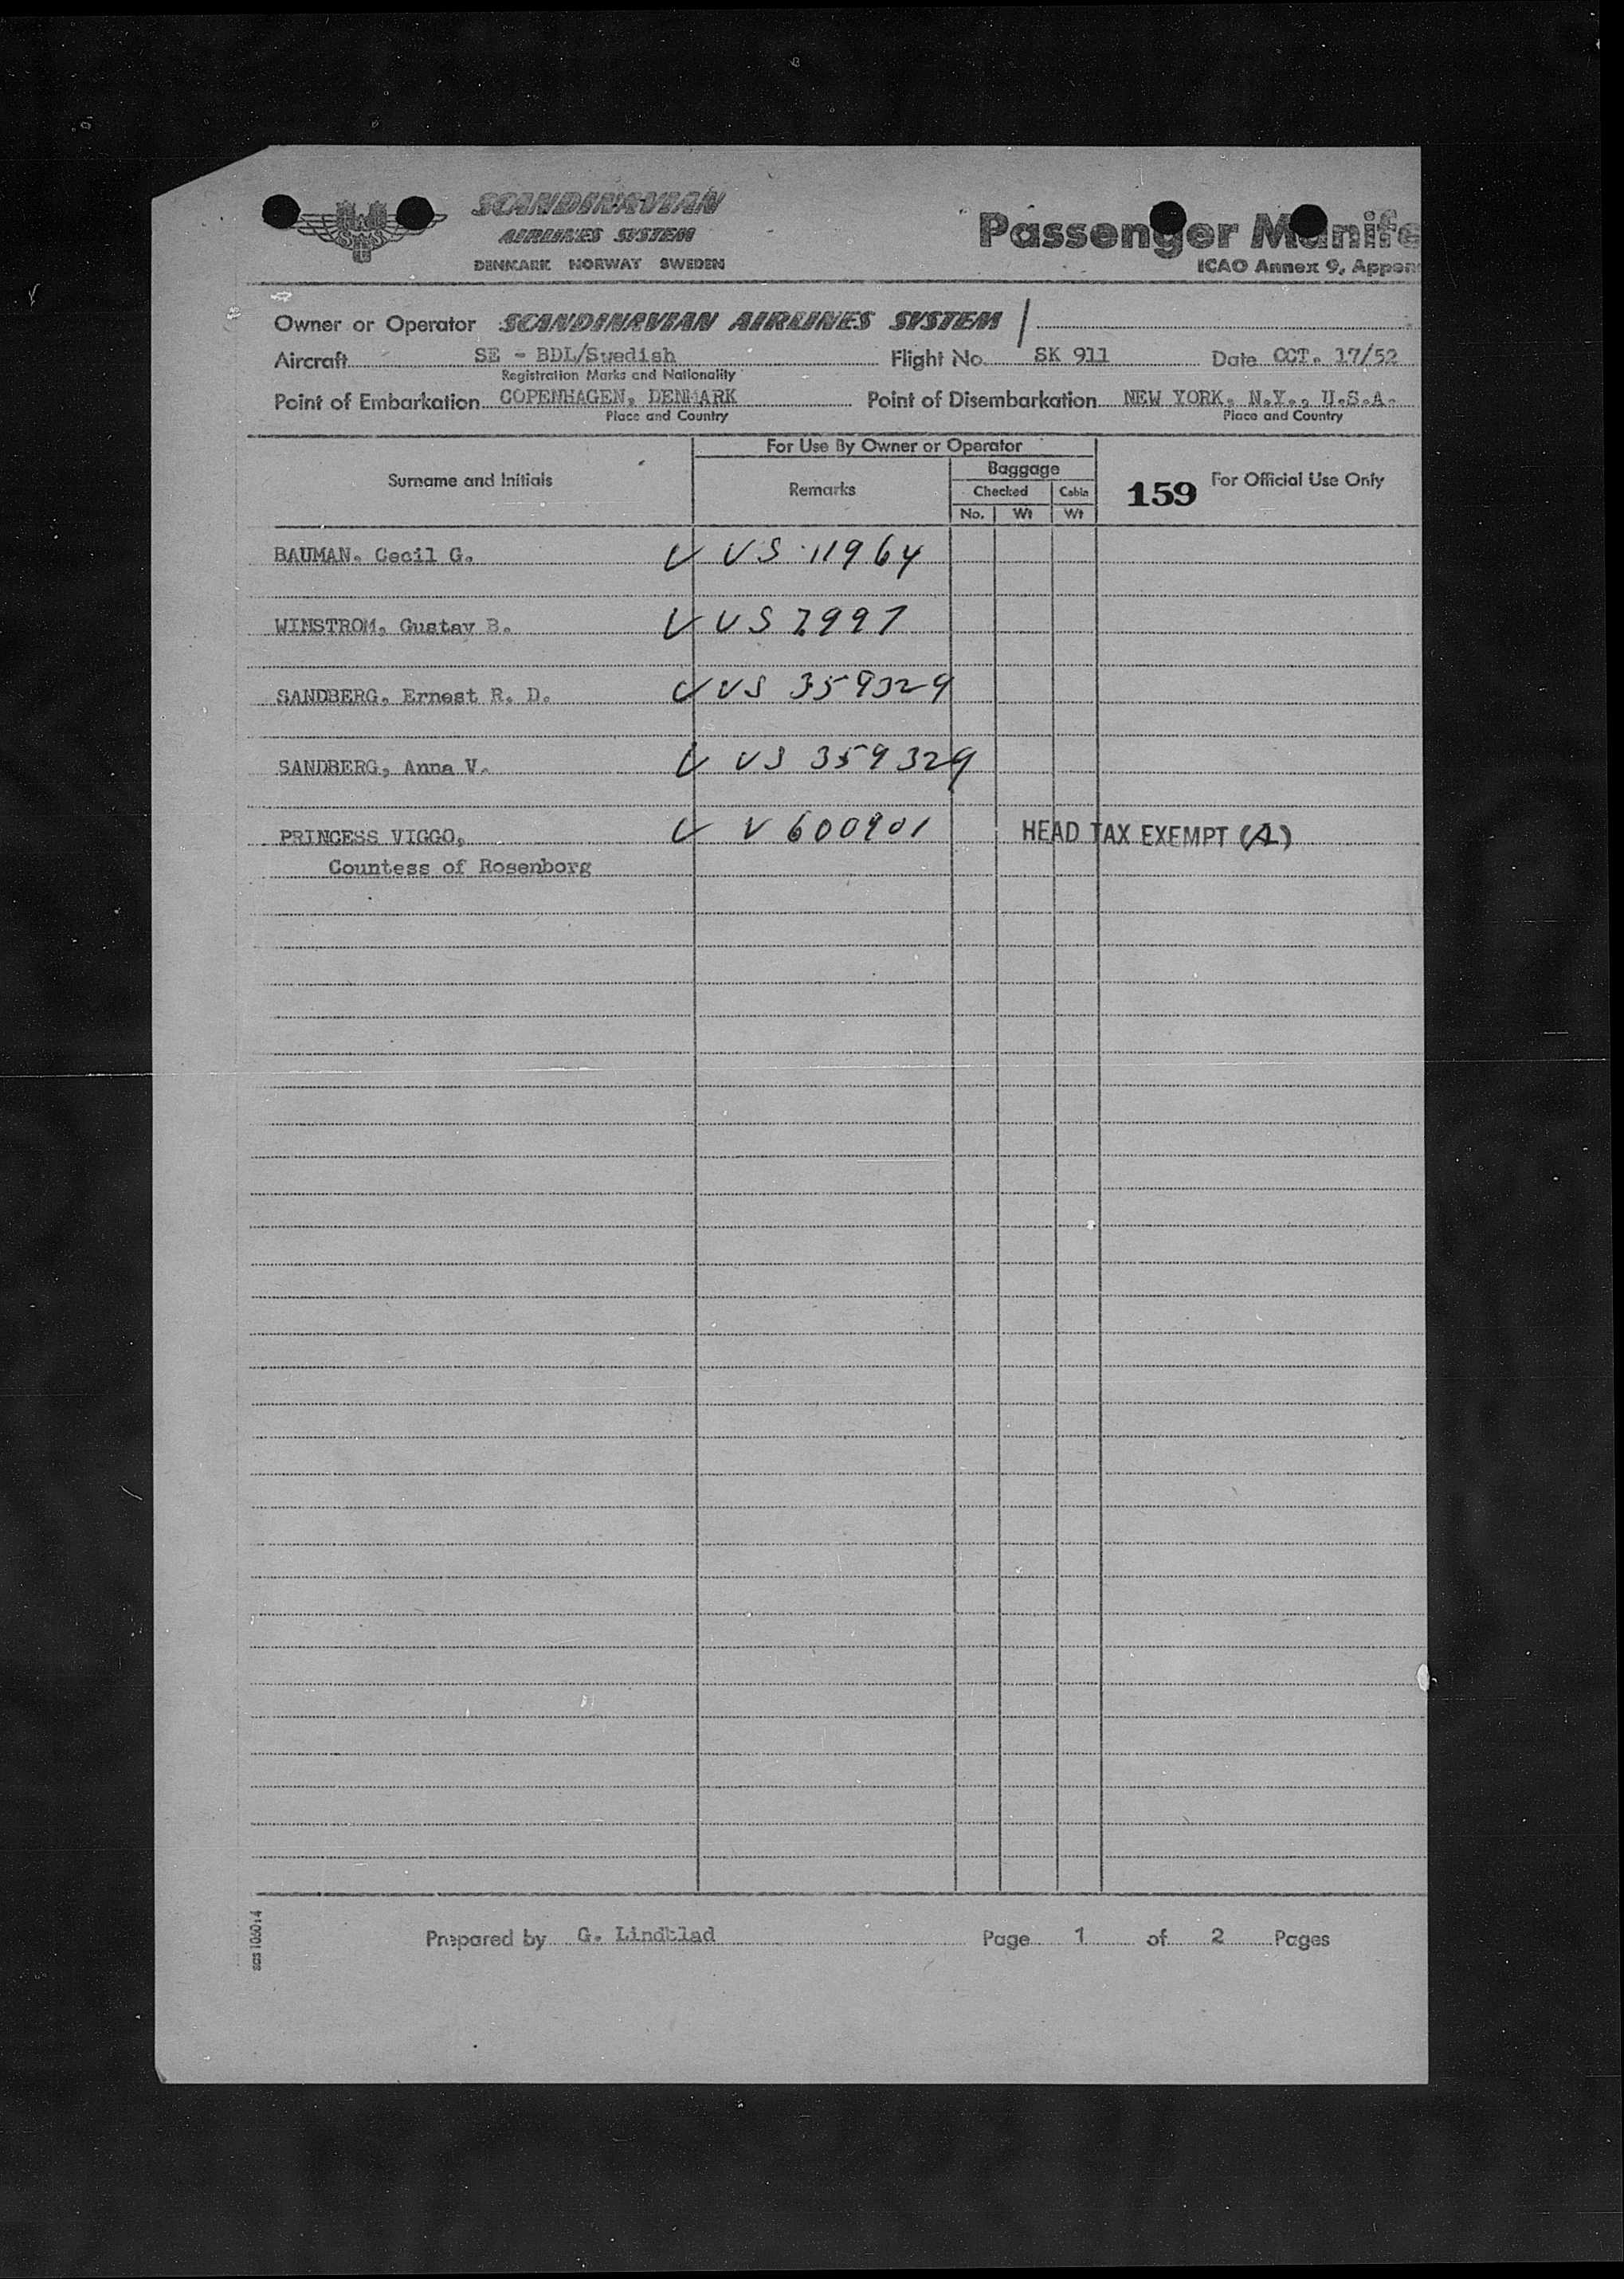 SCANDINAVIAN
AIRLINES SYSTEM
DENMARK NORWAY SWEDEN
SAS
Passenger Manife
ICAO Annex 9, Appen
Owner or Operator SCANDINAVIAN AIRLINES SYSTEM /
Aircraft SE - BDL/Swedish Flight No. SK 911 Date OCT. 17/52
Registration Marks and Nationality
Point of Embarkation COPENHAGEN, DENMARK Point of Disembarkation NEW YORK, N.Y., U.S.A.
Place and Country Place and Country
For Use By Owner or Operator
Surname and Initials Remarks Baggage 159 For Official Use Only
Checked Cabin
No. Wt Wt
BAUMAN, Cecil G. V US 11964
WINSTROM, Gustav B. V US 7997
SANDBERG, Ernest R. D. V US 359329
SANDBERG, Anna V. V US 359329
PRINCESS VIGGO, V V 600901 HEAD TAX EXEMPT (A)
Countess of Rosenborg
Prepared by G. Lindblad Page 1 of 2 Pages